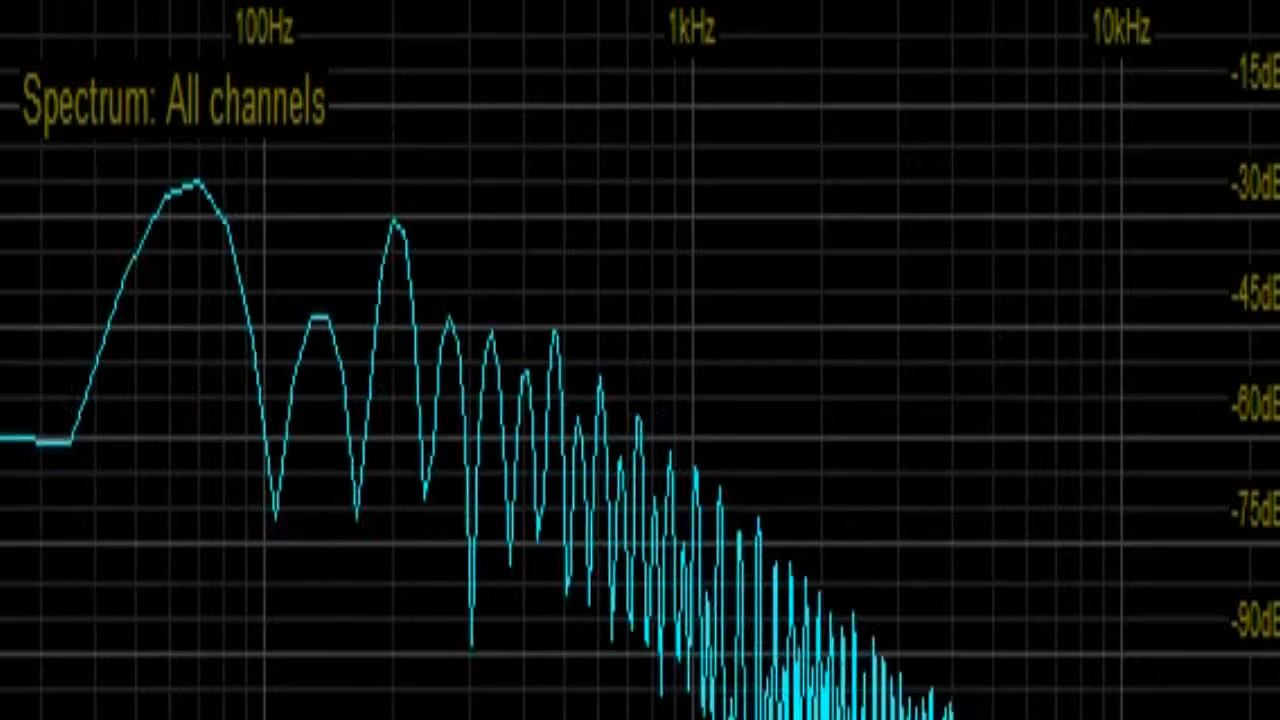 100Hz 1kHz 10kHz
-15dB
Spectrum: All channels
-30dB
-45dB
-60dB
-75dB
-90dB